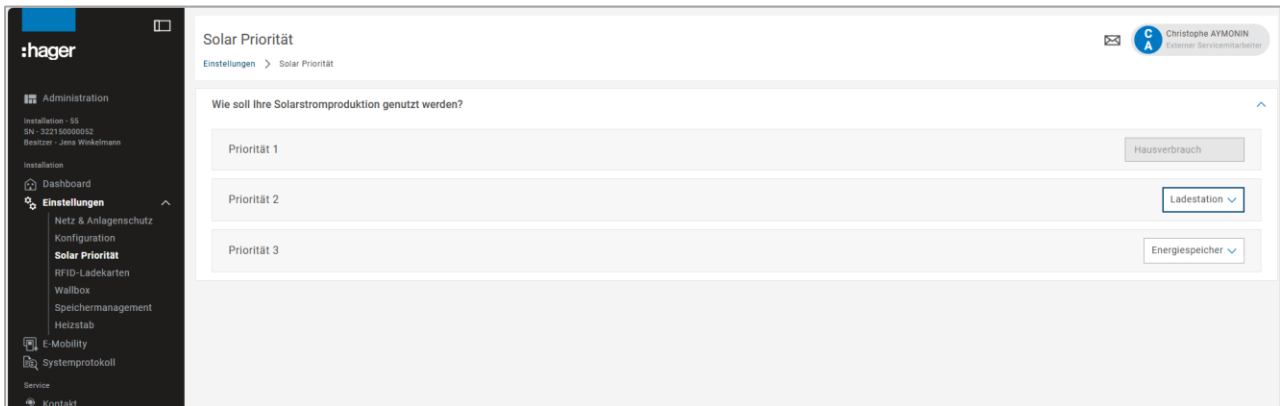 :hager
Administration
Installation - 55
SN - 322150000052
Besitzer - Jens Winkelmann
Installation
Dashboard
Einstellungen
Netz & Anlagenschutz
Konfiguration
Solar Priorität
RFID-Ladekarten
Wallbox
Speichermanagement
Heizstab
E-Mobility
Systemprotokoll
Service
Kontakt
Solar Priorität
Einstellungen > Solar Priorität
C
A
Christophe AYMONIN
Externer Servicemitarbeiter
Wie soll Ihre Solarstromproduktion genutzt werden?
Priorität 1 Hausverbrauch
Priorität 2 Ladestation
Priorität 3 Energiespeicher